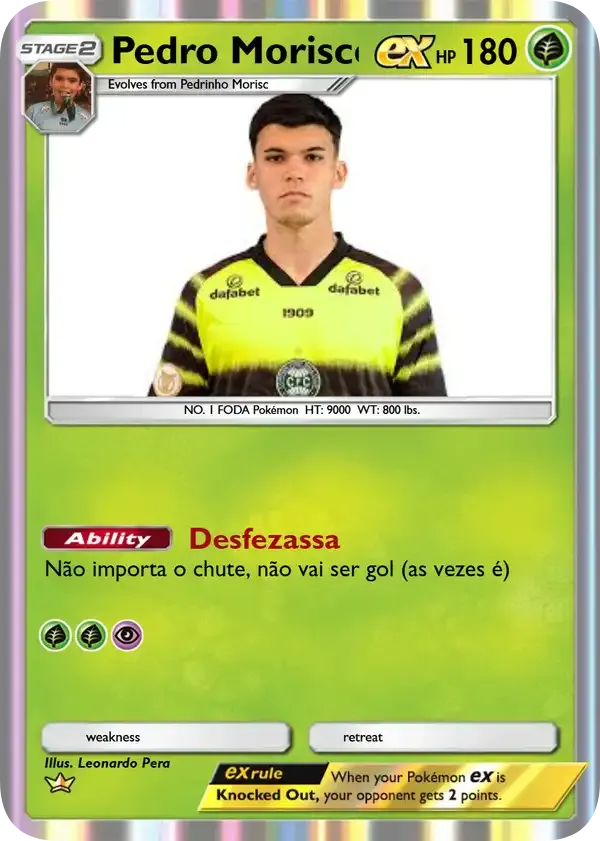 STAGE2 Pedro Morisco ex HP 180
Evolves from Pedrinho Morisc
dafabet dafabet
1909
CFC
NO. 1 FODA Pokémon HT: 9000 WT: 800 lbs.
Ability Desfezassa
Não importa o chute, não vai ser gol (as vezes é)
weakness retreat
Illus. Leonardo Pera
ex rule When your Pokémon ex is
Knocked Out, your opponent gets 2 points.